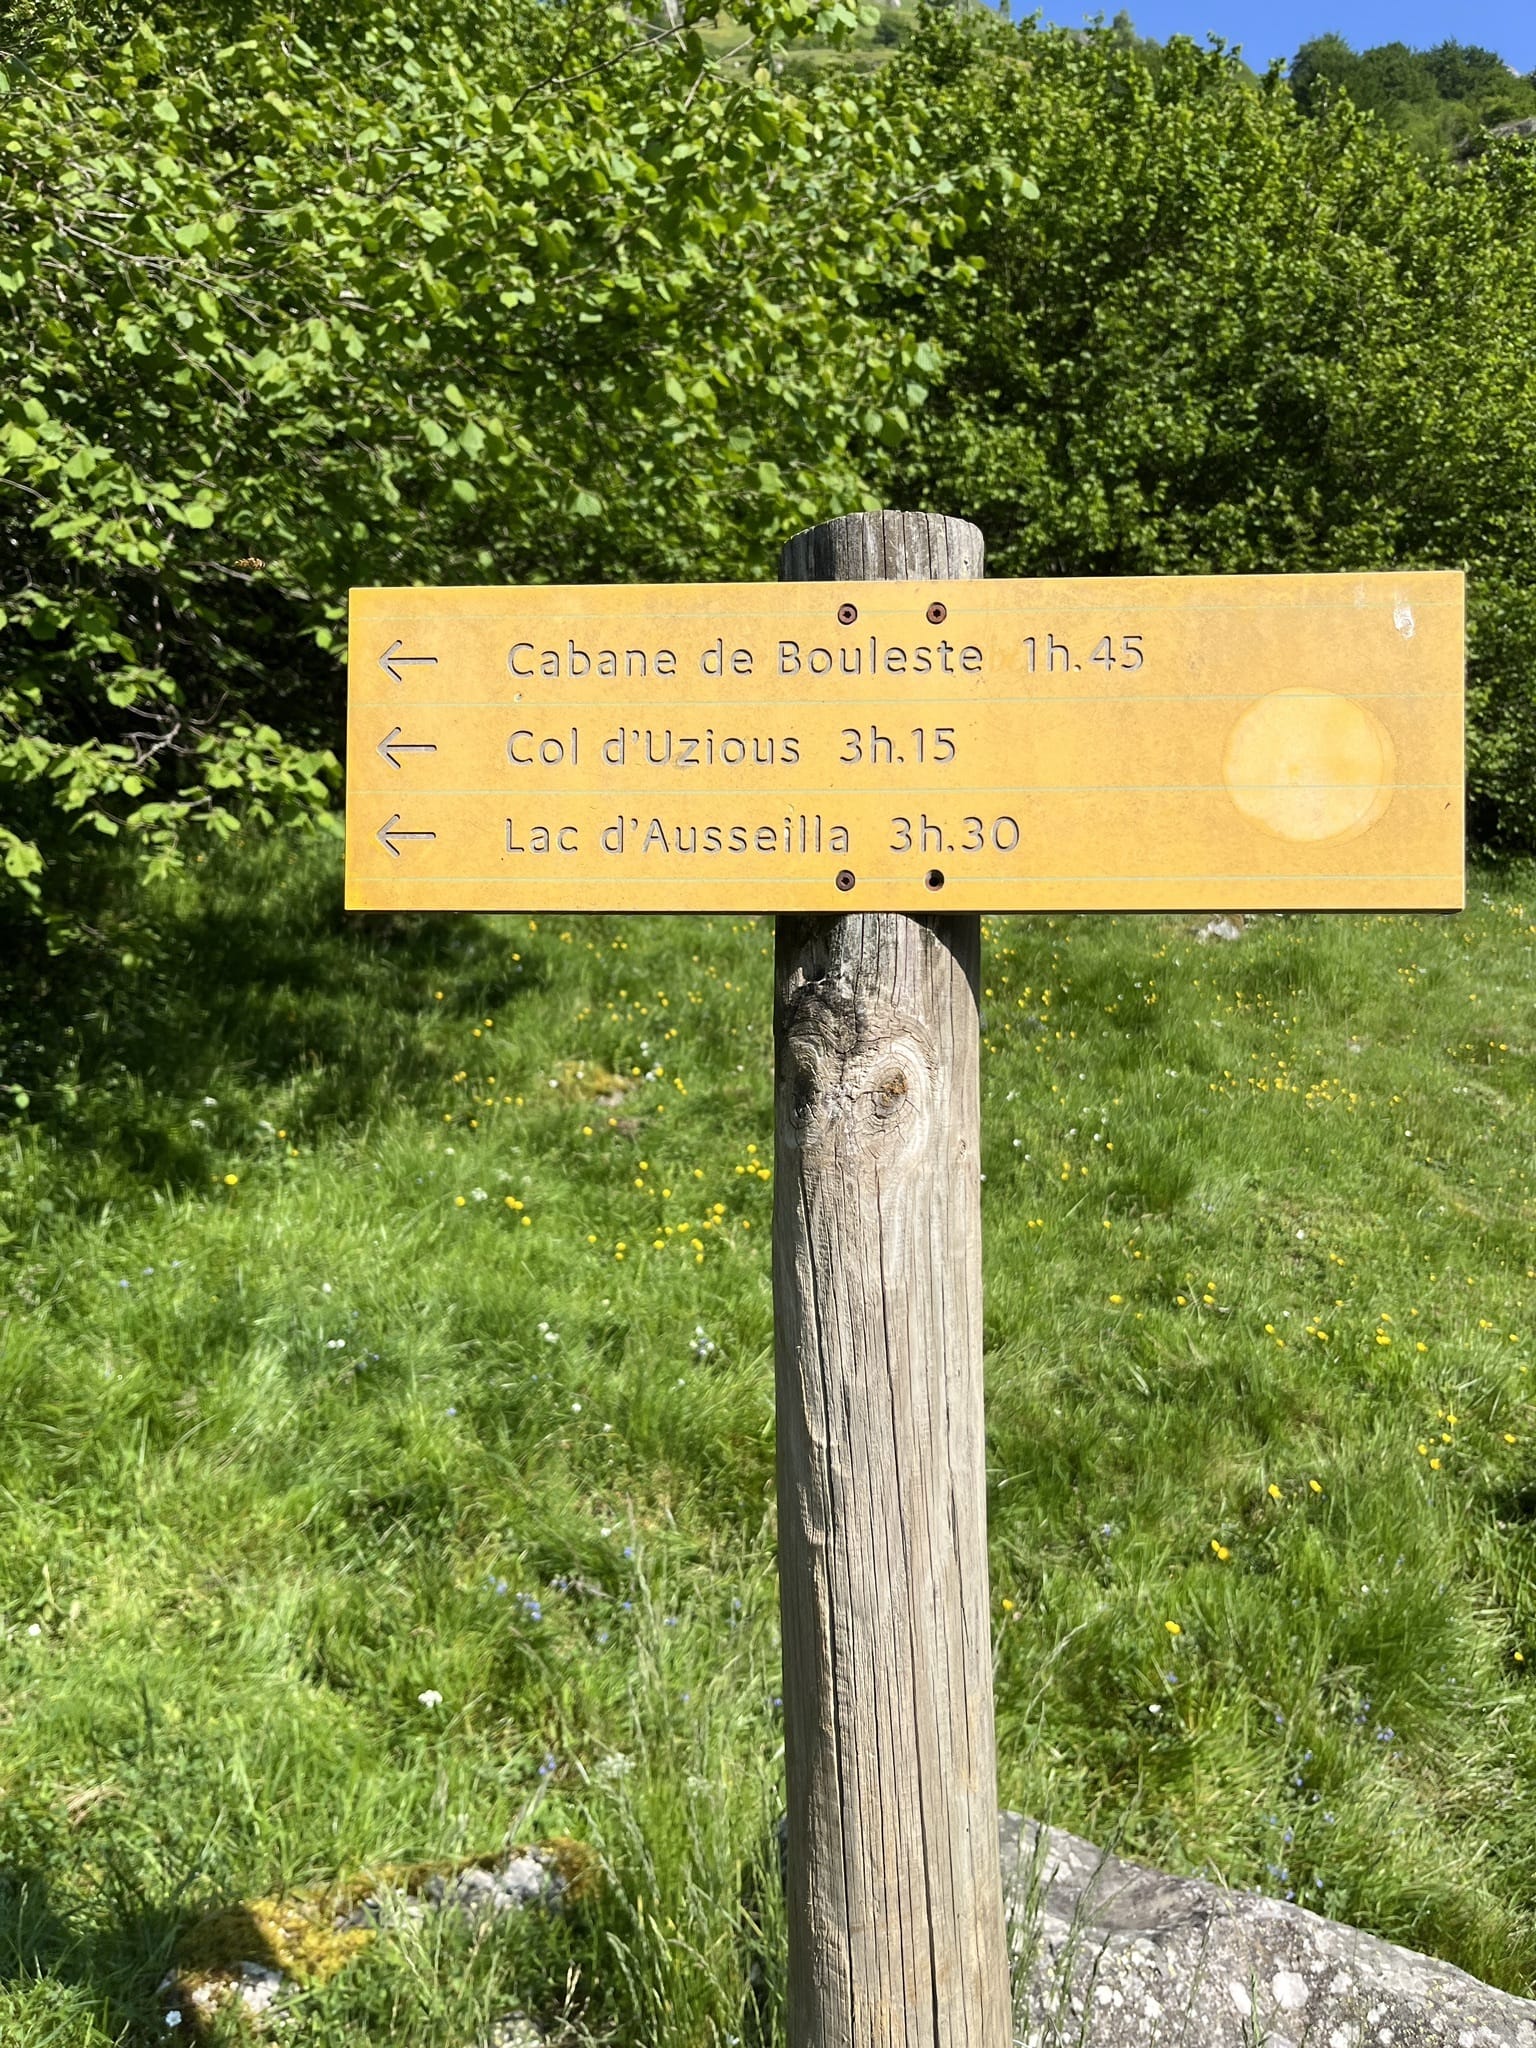 ← Cabane de Bouleste 1h.45
← Col d'Uzious 3h.15
← Lac d'Ausseilla 3h.30